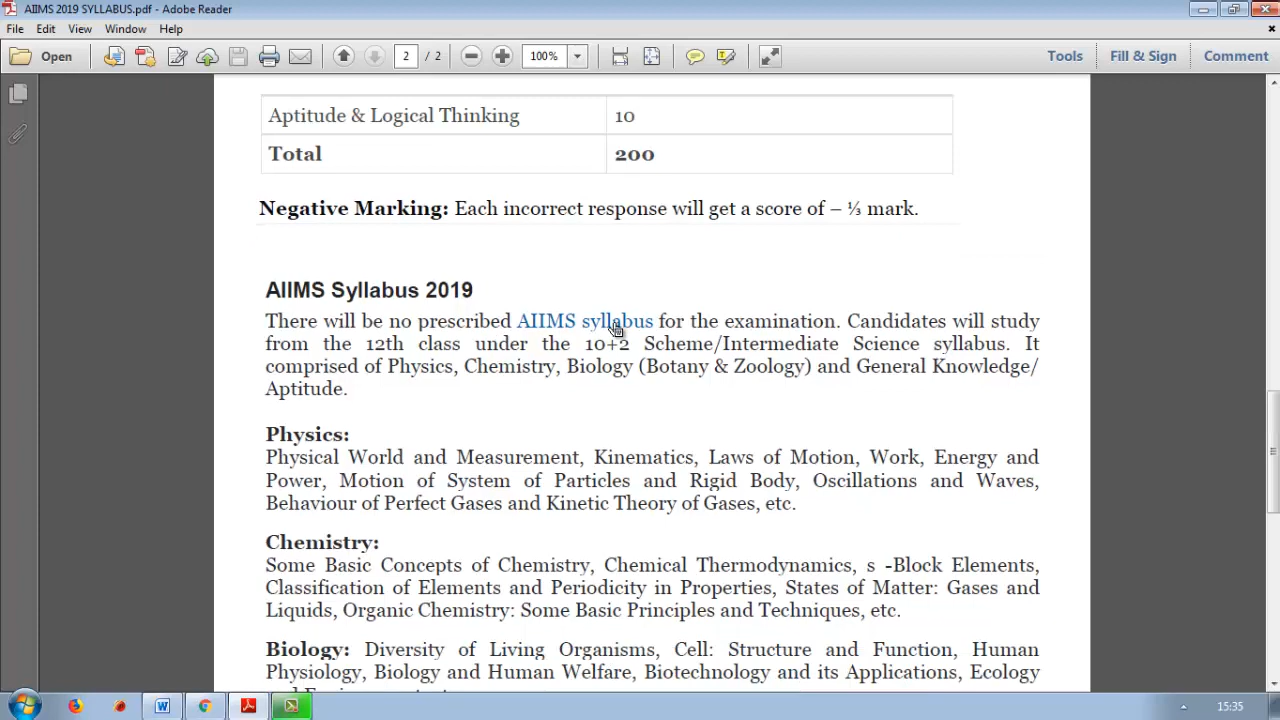 AIIMS 2019 SYLLABUS.pdf - Adobe Reader
File Edit View Window Help
Open 2 / 2 100% Tools Fill & Sign Comment
Aptitude & Logical Thinking 10
Total 200
Negative Marking: Each incorrect response will get a score of – ⅓ mark.
AIIMS Syllabus 2019
There will be no prescribed AIIMS syllabus for the examination. Candidates will study
from the 12th class under the 10+2 Scheme/Intermediate Science syllabus. It
comprised of Physics, Chemistry, Biology (Botany & Zoology) and General Knowledge/
Aptitude.
Physics:
Physical World and Measurement, Kinematics, Laws of Motion, Work, Energy and
Power, Motion of System of Particles and Rigid Body, Oscillations and Waves,
Behaviour of Perfect Gases and Kinetic Theory of Gases, etc.
Chemistry:
Some Basic Concepts of Chemistry, Chemical Thermodynamics, s -Block Elements,
Classification of Elements and Periodicity in Properties, States of Matter: Gases and
Liquids, Organic Chemistry: Some Basic Principles and Techniques, etc.
Biology: Diversity of Living Organisms, Cell: Structure and Function, Human
Physiology, Biology and Human Welfare, Biotechnology and its Applications, Ecology
15:35